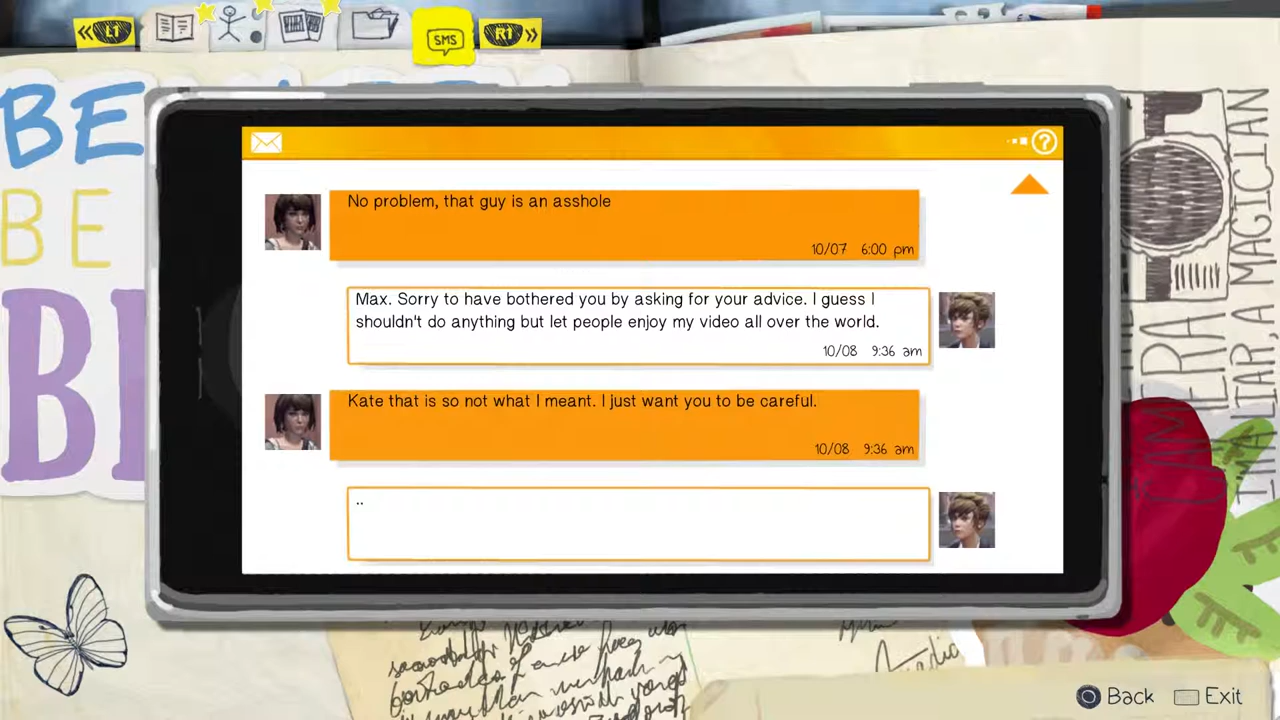 L1
SMS
R1
BE
BE
No problem, that guy is an asshole
10/07 6:00 pm
Max. Sorry to have bothered you by asking for your advice. I guess I
shouldn't do anything but let people enjoy my video all over the world.
10/08 9:36 am
Kate that is so not what I meant. I just want you to be careful.
10/08 9:36 am
..
CAMERA
LIAR, A MAGICIAN
Back
Exit